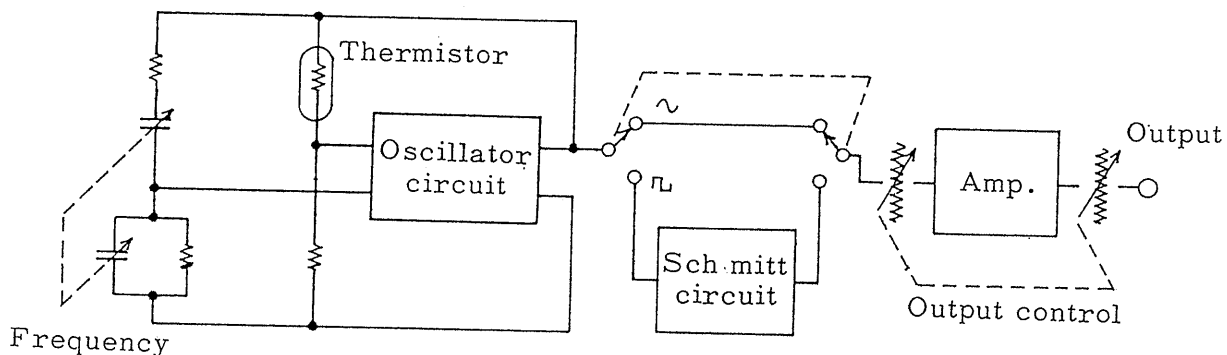 Thermistor
Oscillator
circuit
Output
Amp.
Schmitt
circuit
Output control
Frequency